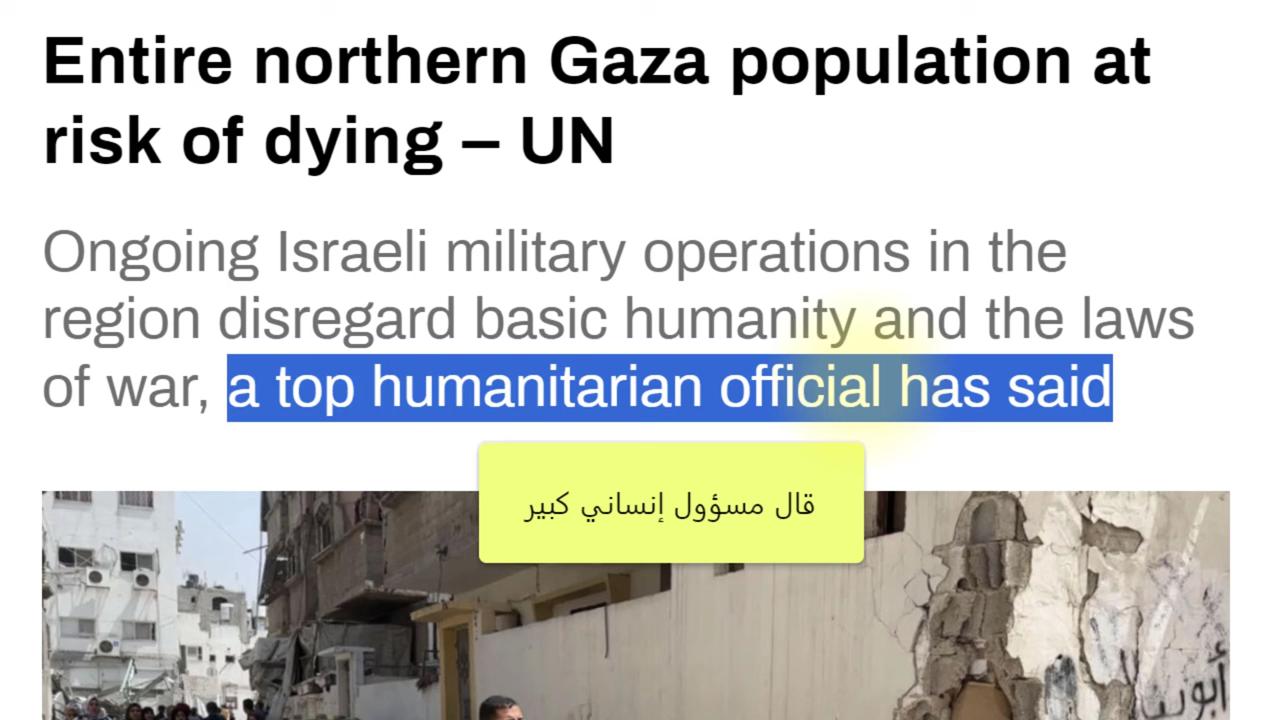 Entire northern Gaza population at
risk of dying – UN
Ongoing Israeli military operations in the
region disregard basic humanity and the laws
of war, a top humanitarian official has said
قال مسؤول إنساني كبير